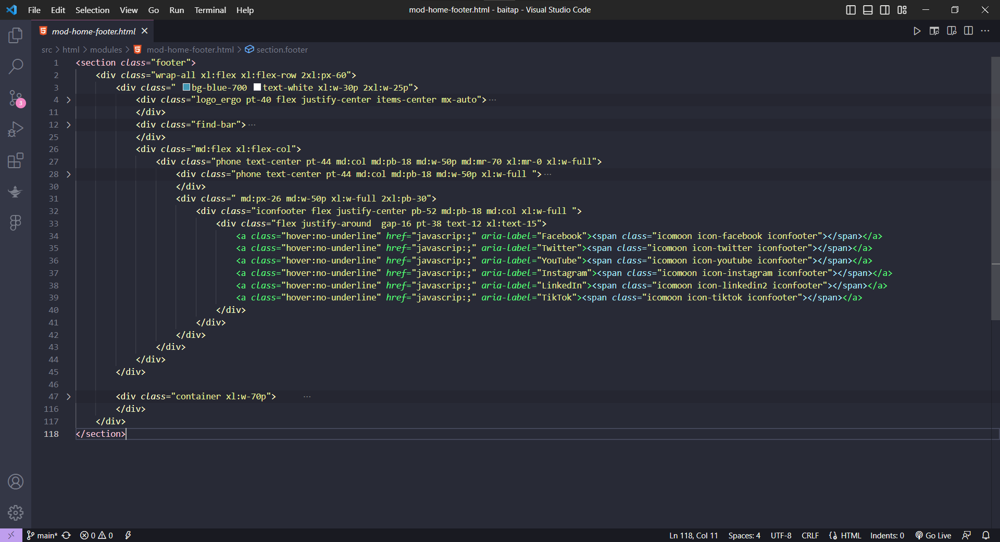 File Edit Selection View Go Run Terminal Help
mod-home-footer.html - baitap - Visual Studio Code
mod-home-footer.html
src > html > modules > mod-home-footer.html > section.footer
1 <section class="footer">
2 <div class="wrap-all xl:flex xl:flex-row 2xl:px-60">
3 <div class=" bg-blue-700 text-white xl:w-30p 2xl:w-25p">
4 <div class="logo_ergo pt-40 flex justify-center items-center mx-auto">···
11 </div>
12 <div class="find-bar">···
25 </div>
26 <div class="md:flex xl:flex-col">
27 <div class="phone text-center pt-44 md:col md:pb-18 md:w-50p md:mr-70 xl:mr-0 xl:w-full">
28 <div class="phone text-center pt-44 md:col md:pb-18 md:w-50p xl:w-full ">···
30 </div>
31 <div class=" md:px-26 md:w-50p xl:w-full 2xl:pb-30">
32 <div class="iconfooter flex justify-center pb-52 md:pb-18 md:col xl:w-full ">
33 <div class="flex justify-around  gap-16 pt-38 text-12 xl:text-15">
34 <a class="hover:no-underline" href="javascrip:;" aria-label="Facebook"><span class="icomoon icon-facebook iconfooter"></span></a>
35 <a class="hover:no-underline" href="javascrip:;" aria-label="Twitter"><span class="icomoon icon-twitter iconfooter"></span></a>
36 <a class="hover:no-underline" href="javascrip:;" aria-label="YouTube"><span class="icomoon icon-youtube iconfooter"></span></a>
37 <a class="hover:no-underline" href="javascrip:;" aria-label="Instagram"><span class="icomoon icon-instagram iconfooter"></span></a>
38 <a class="hover:no-underline" href="javascrip:;" aria-label="LinkedIn"><span class="icomoon icon-linkedin2 iconfooter"></span></a>
39 <a class="hover:no-underline" href="javascrip:;" aria-label="TikTok"><span class="icomoon icon-tiktok iconfooter"></span></a>
40 </div>
41 </div>
42 </div>
43 </div>
44 </div>
45 </div>
46
47 <div class="container xl:w-70p"> ···
116 </div>
117 </div>
118 </section>
3
main* 0 0 Ln 118, Col 11 Spaces: 4 UTF-8 CRLF HTML Indents: 0 Go Live